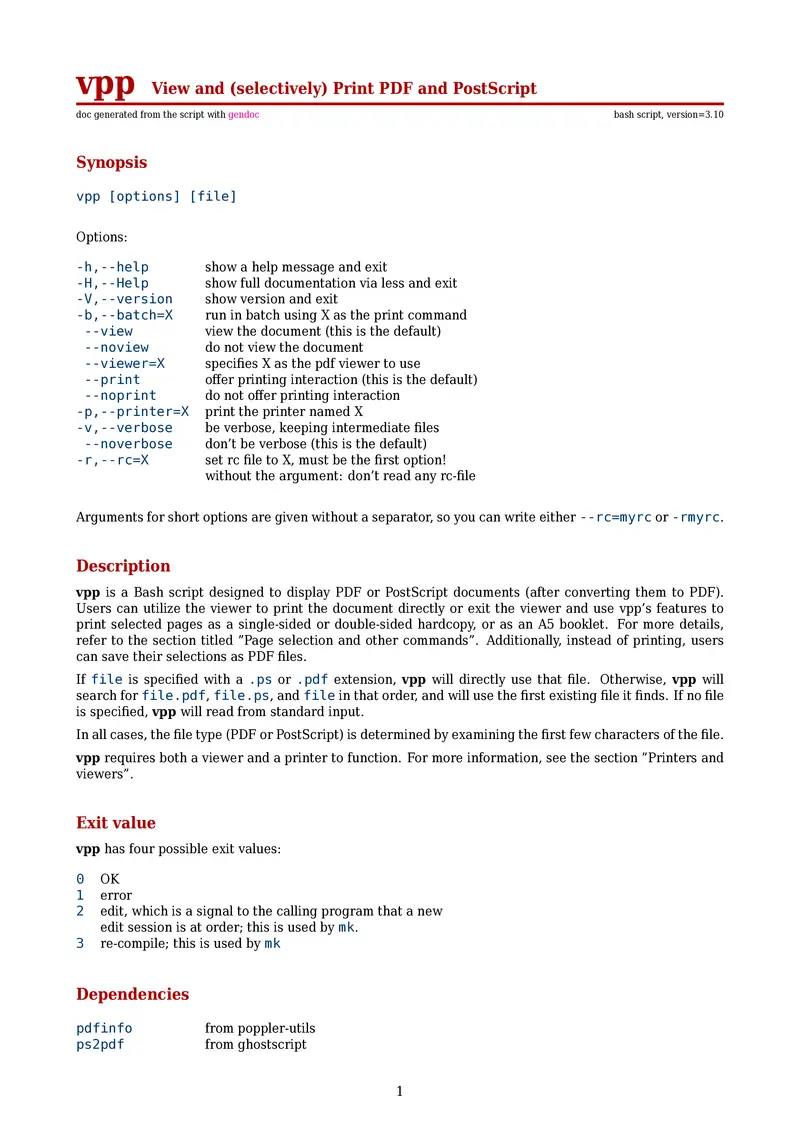 vpp View and (selectively) Print PDF and PostScript
doc generated from the script with gendoc bash script, version=3.10
Synopsis
vpp [options] [file]
Options:
-h,--help show a help message and exit
-H,--Help show full documentation via less and exit
-V,--version show version and exit
-b,--batch=X run in batch using X as the print command
--view view the document (this is the default)
--noview do not view the document
--viewer=X specifies X as the pdf viewer to use
--print offer printing interaction (this is the default)
--noprint do not offer printing interaction
-p,--printer=X print the printer named X
-v,--verbose be verbose, keeping intermediate files
--noverbose don't be verbose (this is the default)
-r,--rc=X set rc file to X, must be the first option!
without the argument: don't read any rc-file
Arguments for short options are given without a separator, so you can write either --rc=myrc or -rmyrc.
Description
vpp is a Bash script designed to display PDF or PostScript documents (after converting them to PDF).
Users can utilize the viewer to print the document directly or exit the viewer and use vpp's features to
print selected pages as a single-sided or double-sided hardcopy, or as an A5 booklet. For more details,
refer to the section titled ”Page selection and other commands”. Additionally, instead of printing, users
can save their selections as PDF files.
If file is specified with a .ps or .pdf extension, vpp will directly use that file. Otherwise, vpp will
search for file.pdf, file.ps, and file in that order, and will use the first existing file it finds. If no file
is specified, vpp will read from standard input.
In all cases, the file type (PDF or PostScript) is determined by examining the first few characters of the file.
vpp requires both a viewer and a printer to function. For more information, see the section ”Printers and
viewers”.
Exit value
vpp has four possible exit values:
0 OK
1 error
2 edit, which is a signal to the calling program that a new
edit session is at order; this is used by mk.
3 re-compile; this is used by mk
Dependencies
pdfinfo from poppler-utils
ps2pdf from ghostscript
1